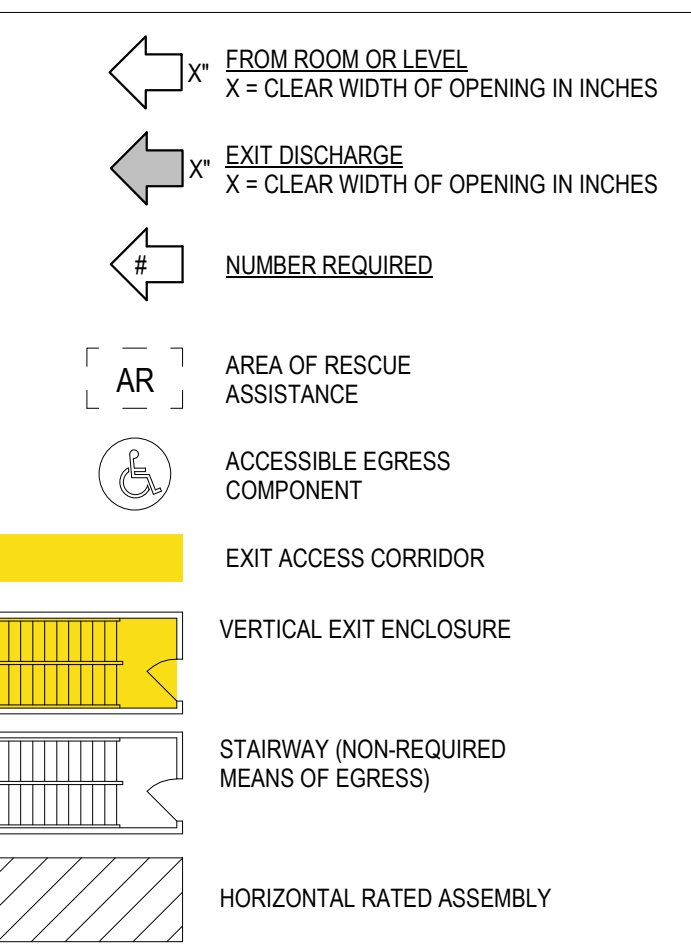 X" FROM ROOM OR LEVEL
X = CLEAR WIDTH OF OPENING IN INCHES
X" EXIT DISCHARGE
X = CLEAR WIDTH OF OPENING IN INCHES
# NUMBER REQUIRED
AR AREA OF RESCUE
ASSISTANCE
ACCESSIBLE EGRESS
COMPONENT
EXIT ACCESS CORRIDOR
VERTICAL EXIT ENCLOSURE
STAIRWAY (NON-REQUIRED
MEANS OF EGRESS)
HORIZONTAL RATED ASSEMBLY